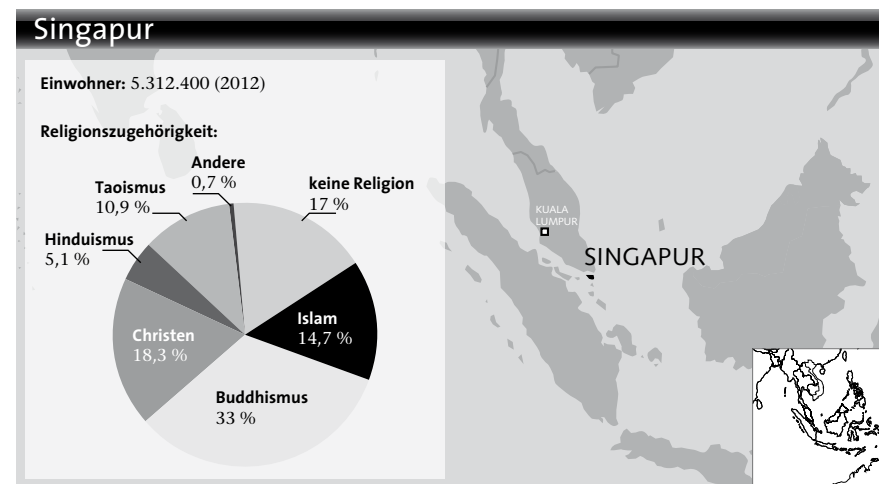 Singapur
Einwohner: 5.312.400 (2012)
Religionszugehörigkeit:
Andere
0,7 %
keine Religion
17 %
Taoismus
10,9 %
Hinduismus
5,1 %
Islam
14,7 %
Christen
18,3 %
Buddhismus
33 %
KUALA
LUMPUR
SINGAPUR